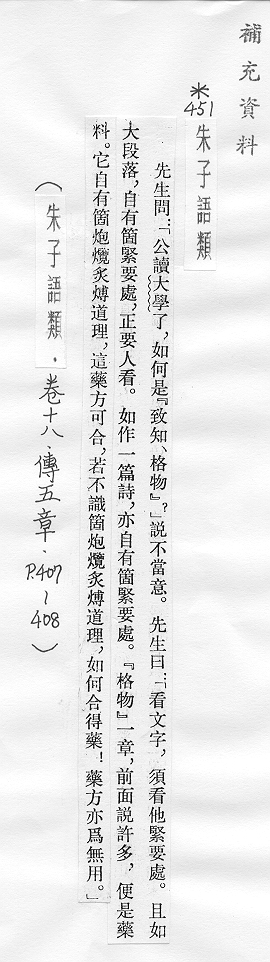 補充資料
*451 朱子語類
先生問:「公讀大學了,如何是『致知、格物』?」說不當意。先生曰:「看文字,須看他緊要處。且如
大段落,自有箇緊要處,正要人看。如作一篇詩,亦自有箇緊要處。『格物』一章,前面說許多,便是藥
料。它自有箇炮爁炙煿道理,這藥方可合,若不識箇炮爁炙煿道理,如何合得藥!藥方亦爲無用。」
(朱子語類.卷十八.傳五章.P.407~408)